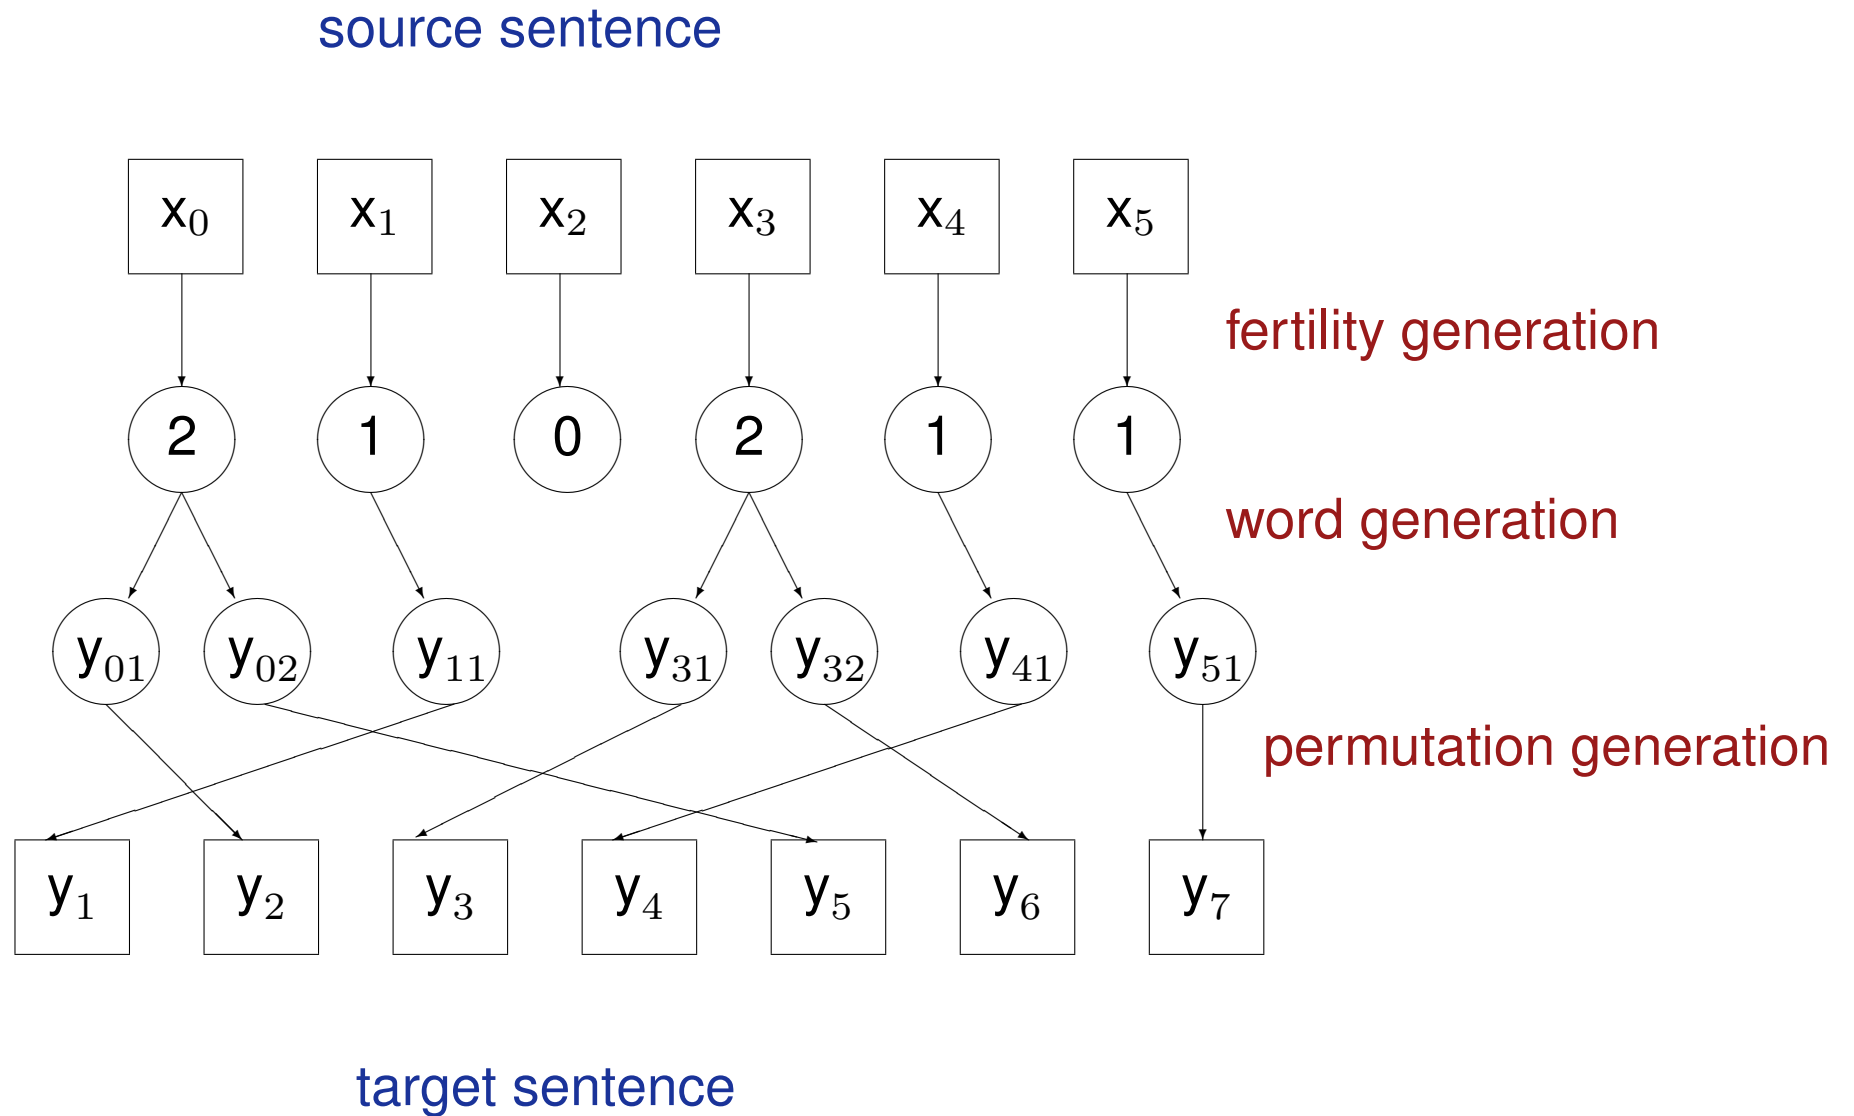 source sentence
x₀ x₁ x₂ x₃ x₄ x₅
fertility generation
2 1 0 2 1 1
word generation
y₀₁ y₀₂ y₁₁ y₃₁ y₃₂ y₄₁ y₅₁
permutation generation
y₁ y₂ y₃ y₄ y₅ y₆ y₇
target sentence